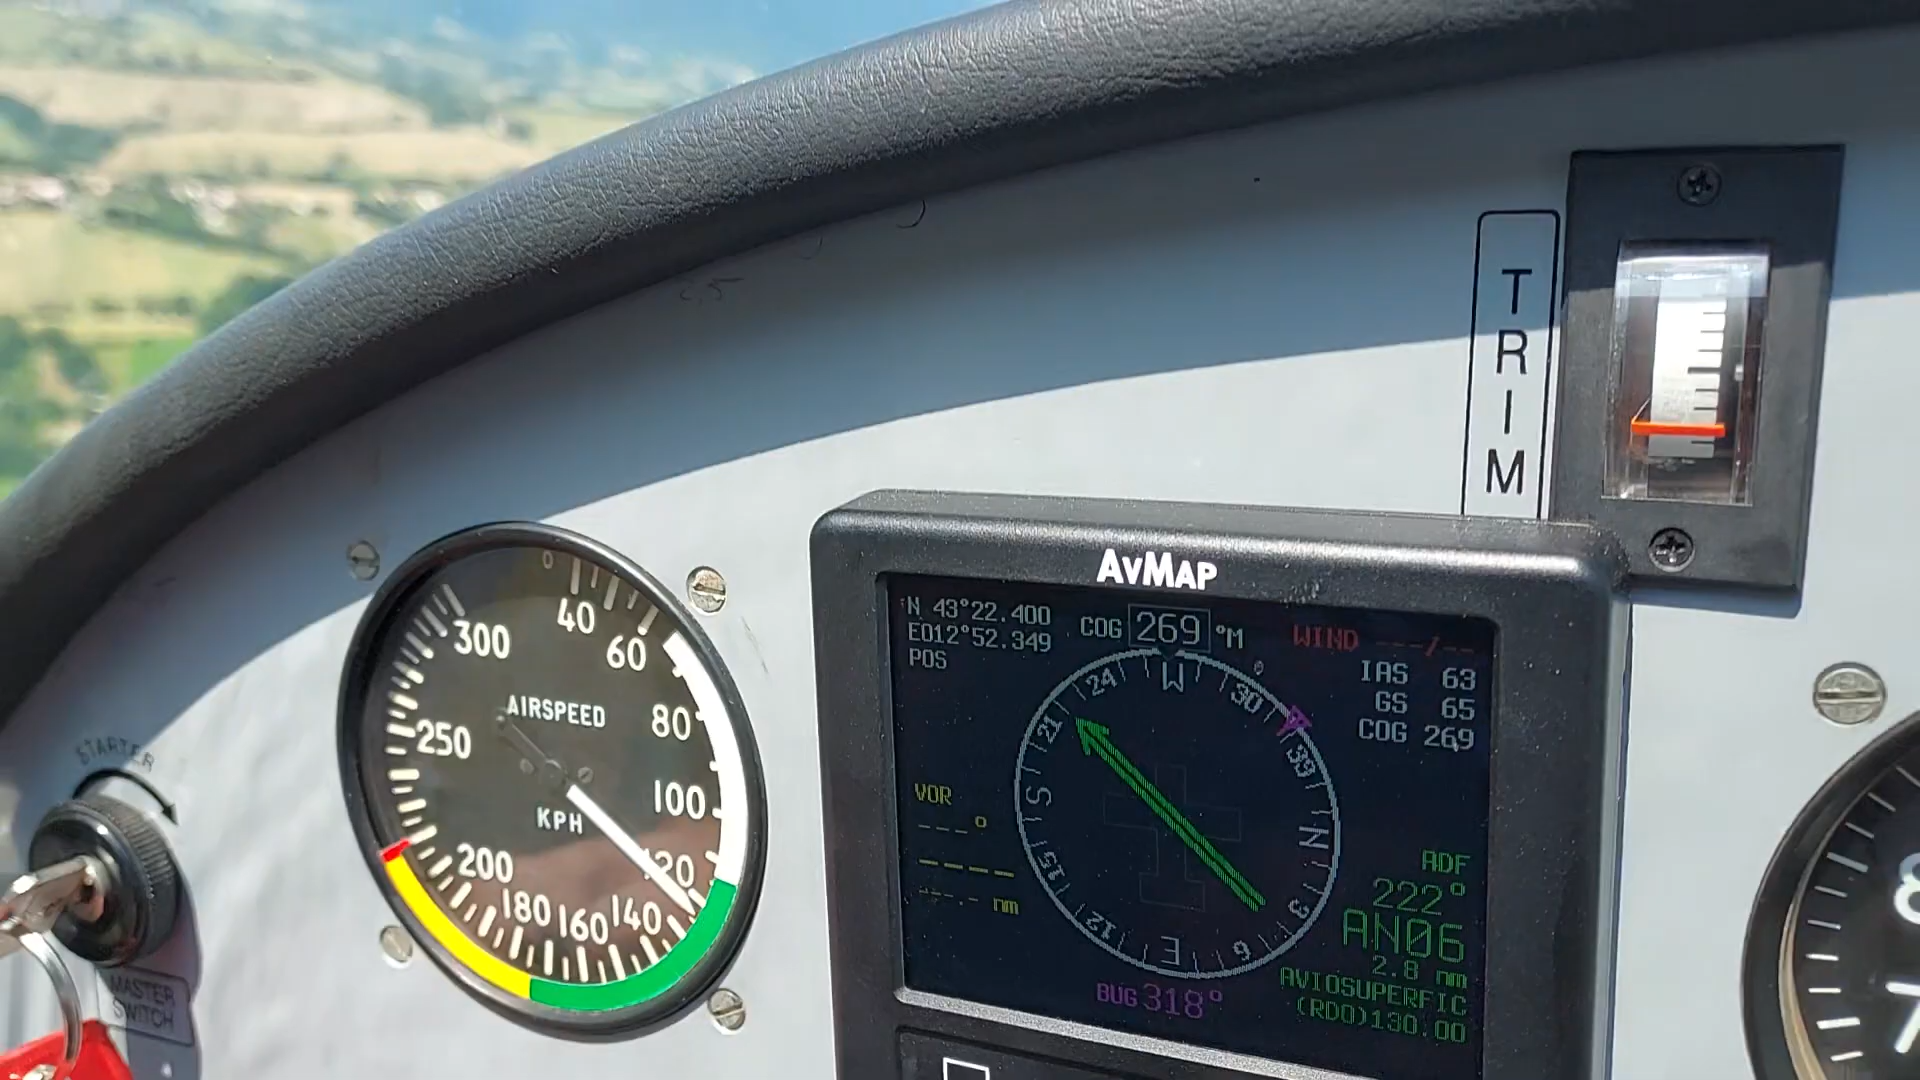 TRIM
AvMap
N 43°22.400
E012°52.349
POS
COG 269 °M
WIND ---/--
IAS 63
GS 65
COG 269
24
W
30
33
N
3
6
E
12
15
S
21
VOR
---°
----
---.- nm
ADF
222°
AN06
2.8 nm
AVIOSUPERFIC
(RDO)130.00
BUG 318°
0
40
60
80
100
120
140
160
180
200
250
300
AIRSPEED
KPH
STARTER
MASTER
SWITCH
8
7